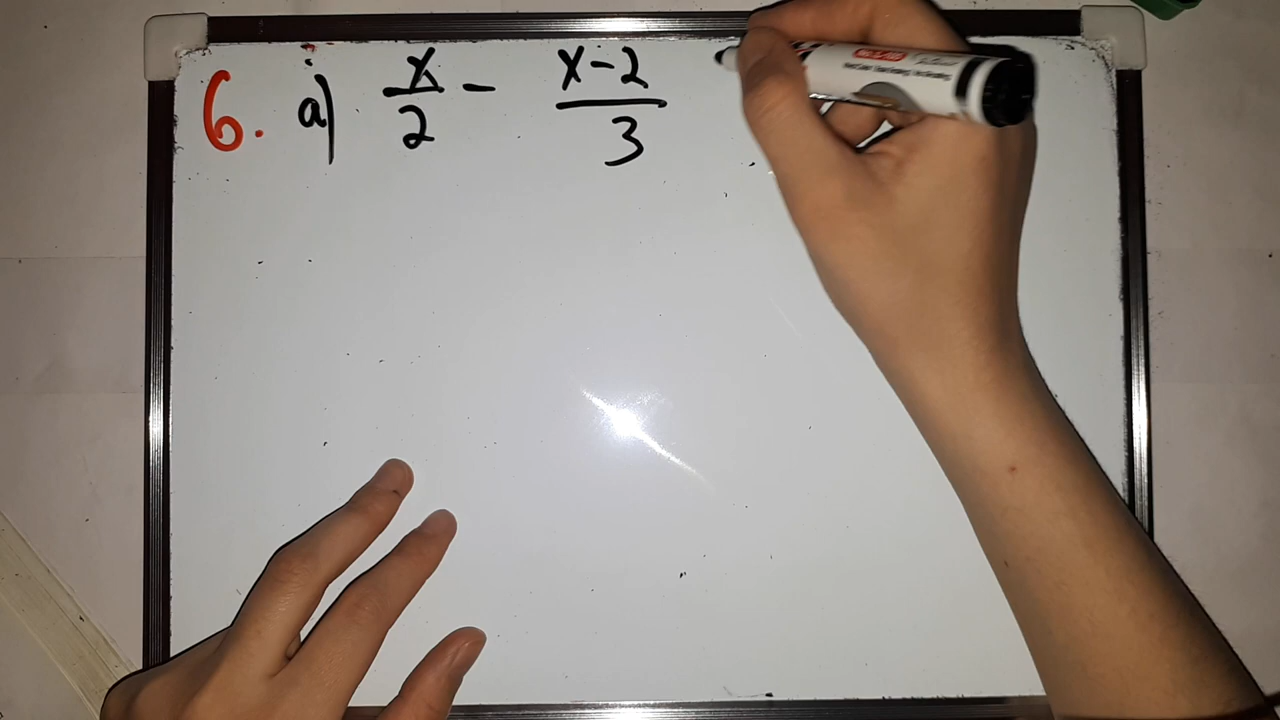 6. a) x/2 - (x-2)/3